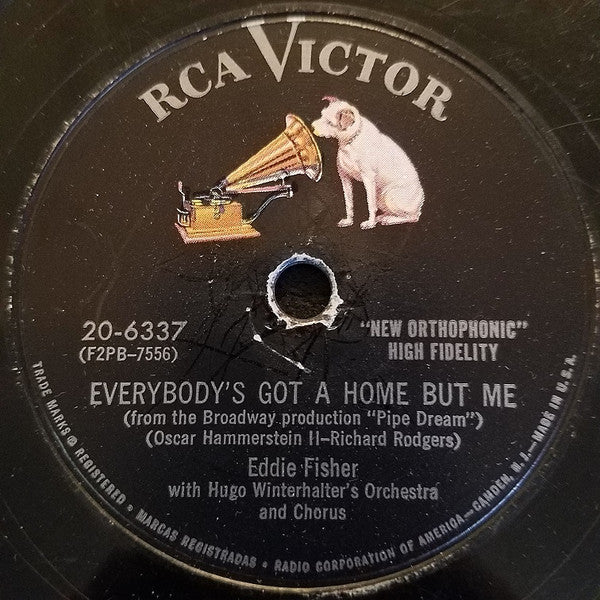 RCA VICTOR
20-6337
(F2PB-7556)
"NEW ORTHOPHONIC"
HIGH FIDELITY
EVERYBODY'S GOT A HOME BUT ME
(from the Broadway production "Pipe Dream")
(Oscar Hammerstein II-Richard Rodgers)
Eddie Fisher
with Hugo Winterhalter's Orchestra
and Chorus
TRADE MARKS ® REGISTERED • MARCAS REGISTRADAS • RADIO CORPORATION OF AMERICA—CAMDEN, N. J.—MADE IN U.S.A.